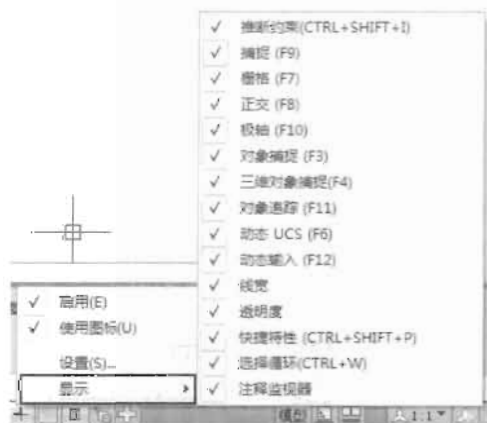 推断约束(CTRL+SHIFT+I)
捕捉 (F9)
栅格 (F7)
正交 (F8)
极轴 (F10)
对象捕捉 (F3)
三维对象捕捉(F4)
对象追踪 (F11)
动态 UCS (F6)
动态输入 (F12)
线宽
透明度
快捷特性 (CTRL+SHIFT+P)
选择循环(CTRL+W)
注释监视器
启用(E)
使用图标(U)
设置(S)...
显示
模型
1:1